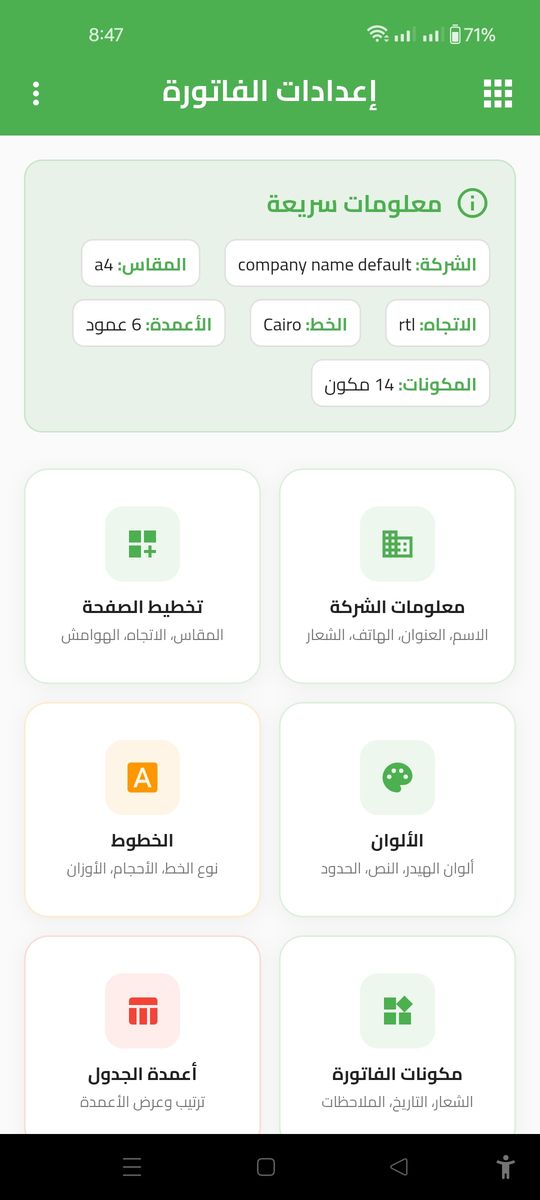 8:47
71%
إعدادات الفاتورة
معلومات سريعة
الشركة: company name default
المقاس: a4
الاتجاه: rtl
الخط: Cairo
الأعمدة: 6 عمود
المكونات: 14 مكون
معلومات الشركة
الاسم، العنوان، الهاتف، الشعار
تخطيط الصفحة
المقاس، الاتجاه، الهوامش
الألوان
ألوان الهيدر، النص، الحدود
A
الخطوط
نوع الخط، الأحجام، الأوزان
مكونات الفاتورة
الشعار، التاريخ، الملاحظات
أعمدة الجدول
ترتيب وعرض الأعمدة